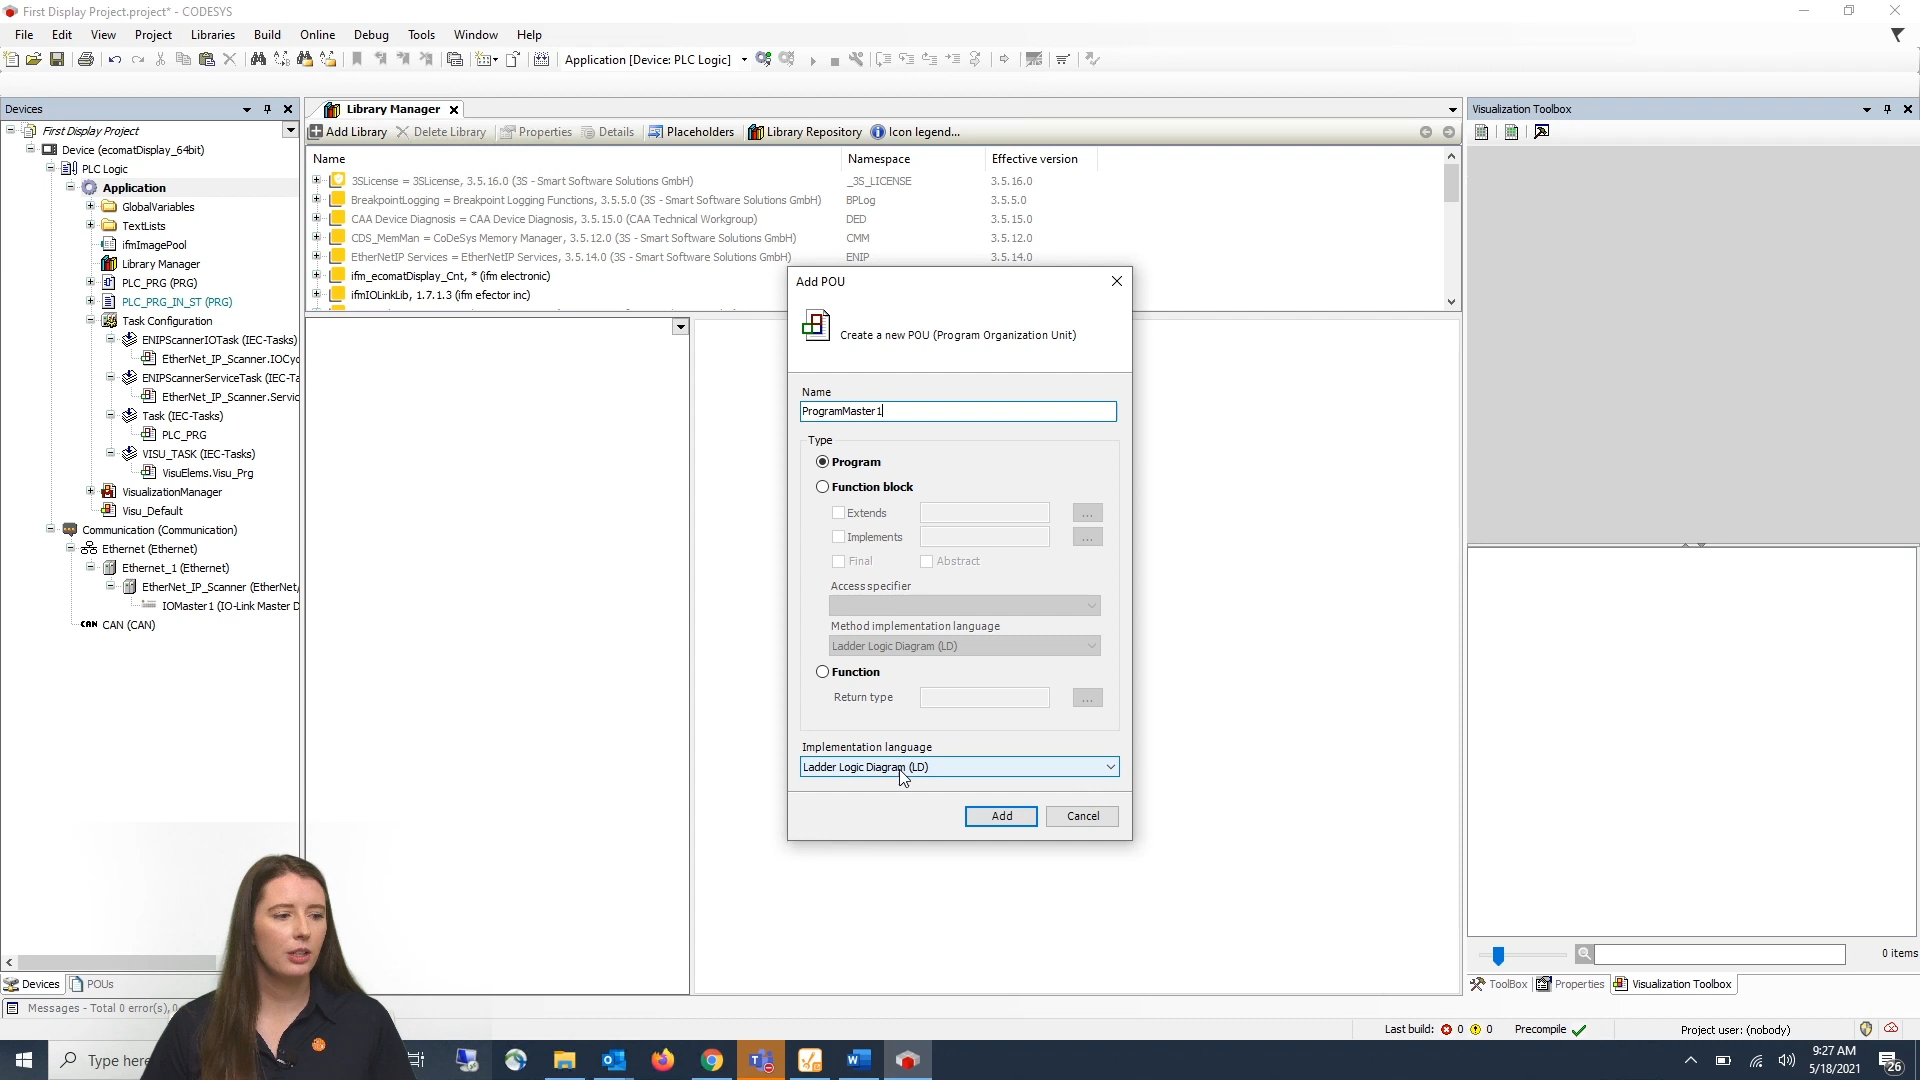 First Display Project.project* - CODESYS
File Edit View Project Libraries Build Online Debug Tools Window Help
Application [Device: PLC Logic]
Devices
First Display Project
Device (ecomatDisplay_64bit)
PLC Logic
Application
GlobalVariables
TextLists
ifmImagePool
Library Manager
PLC_PRG (PRG)
PLC_PRG_IN_ST (PRG)
Task Configuration
ENIPScannerIOTask (IEC-Tasks)
EtherNet_IP_Scanner.IOCyc
ENIPScannerServiceTask (IEC-Ta
EtherNet_IP_Scanner.Servic
Task (IEC-Tasks)
PLC_PRG
VISU_TASK (IEC-Tasks)
VisuElems.Visu_Prg
VisualizationManager
Visu_Default
Communication (Communication)
Ethernet (Ethernet)
Ethernet_1 (Ethernet)
EtherNet_IP_Scanner (EtherNet/
IOMaster1 (IO-Link Master D
CAN CAN (CAN)
Devices POUs
Library Manager
Add Library Delete Library Properties Details Placeholders Library Repository Icon legend...
Name Namespace Effective version
3SLicense = 3SLicense, 3.5.16.0 (3S - Smart Software Solutions GmbH) _3S_LICENSE 3.5.16.0
BreakpointLogging = Breakpoint Logging Functions, 3.5.5.0 (3S - Smart Software Solutions GmbH) BPLog 3.5.5.0
CAA Device Diagnosis = CAA Device Diagnosis, 3.5.15.0 (CAA Technical Workgroup) DED 3.5.15.0
CDS_MemMan = CoDeSys Memory Manager, 3.5.12.0 (3S - Smart Software Solutions GmbH) CMM 3.5.12.0
EtherNetIP Services = EtherNetIP Services, 3.5.14.0 (3S - Smart Software Solutions GmbH) ENIP 3.5.14.0
ifm_ecomatDisplay_Cnt, * (ifm electronic)
ifmIOLinkLib, 1.7.1.3 (ifm efector inc)
Add POU
Create a new POU (Program Organization Unit)
Name
ProgramMaster1
Type
Program
Function block
Extends ...
Implements ...
Final Abstract
Access specifier
Method implementation language
Ladder Logic Diagram (LD)
Function
Return type ...
Implementation language
Ladder Logic Diagram (LD)
Add Cancel
Visualization Toolbox
0 items
ToolBox Properties Visualization Toolbox
Messages - Total 0 error(s), 0
Last build: 0 0 Precompile Project user: (nobody)
Type here
9:27 AM
5/18/2021
26